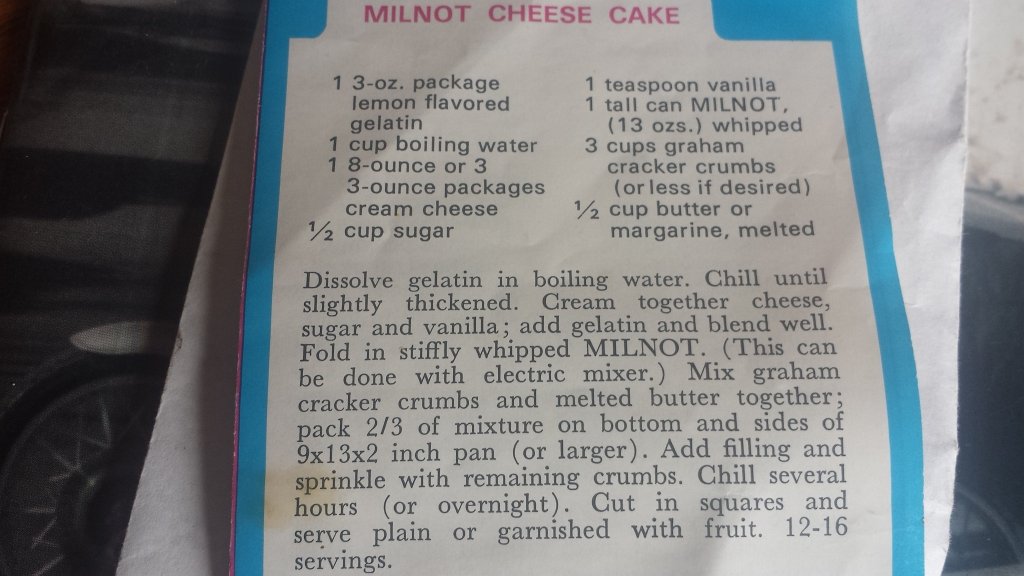 MILNOT CHEESE CAKE
1 3-oz. package
lemon flavored
gelatin
1 cup boiling water
1 8-ounce or 3
3-ounce packages
cream cheese
½ cup sugar
1 teaspoon vanilla
1 tall can MILNOT,
(13 ozs.) whipped
3 cups graham
cracker crumbs
(or less if desired)
½ cup butter or
margarine, melted
Dissolve gelatin in boiling water. Chill until
slightly thickened. Cream together cheese,
sugar and vanilla; add gelatin and blend well.
Fold in stiffly whipped MILNOT. (This can
be done with electric mixer.) Mix graham
cracker crumbs and melted butter together;
pack 2/3 of mixture on bottom and sides of
9x13x2 inch pan (or larger). Add filling and
sprinkle with remaining crumbs. Chill several
hours (or overnight). Cut in squares and
serve plain or garnished with fruit. 12-16
servings.